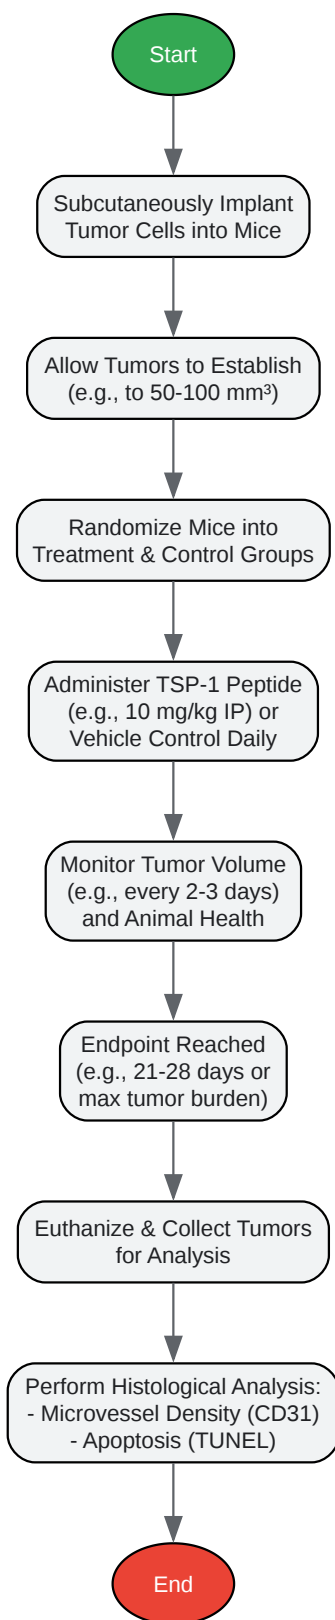 Start
Subcutaneously Implant
Tumor Cells into Mice
Allow Tumors to Establish
(e.g., to 50-100 mm³)
Randomize Mice into
Treatment & Control Groups
Administer TSP-1 Peptide
(e.g., 10 mg/kg IP) or
Vehicle Control Daily
Monitor Tumor Volume
(e.g., every 2-3 days)
and Animal Health
Endpoint Reached
(e.g., 21-28 days or
max tumor burden)
Euthanize & Collect Tumors
for Analysis
Perform Histological Analysis:
- Microvessel Density (CD31)
- Apoptosis (TUNEL)
End